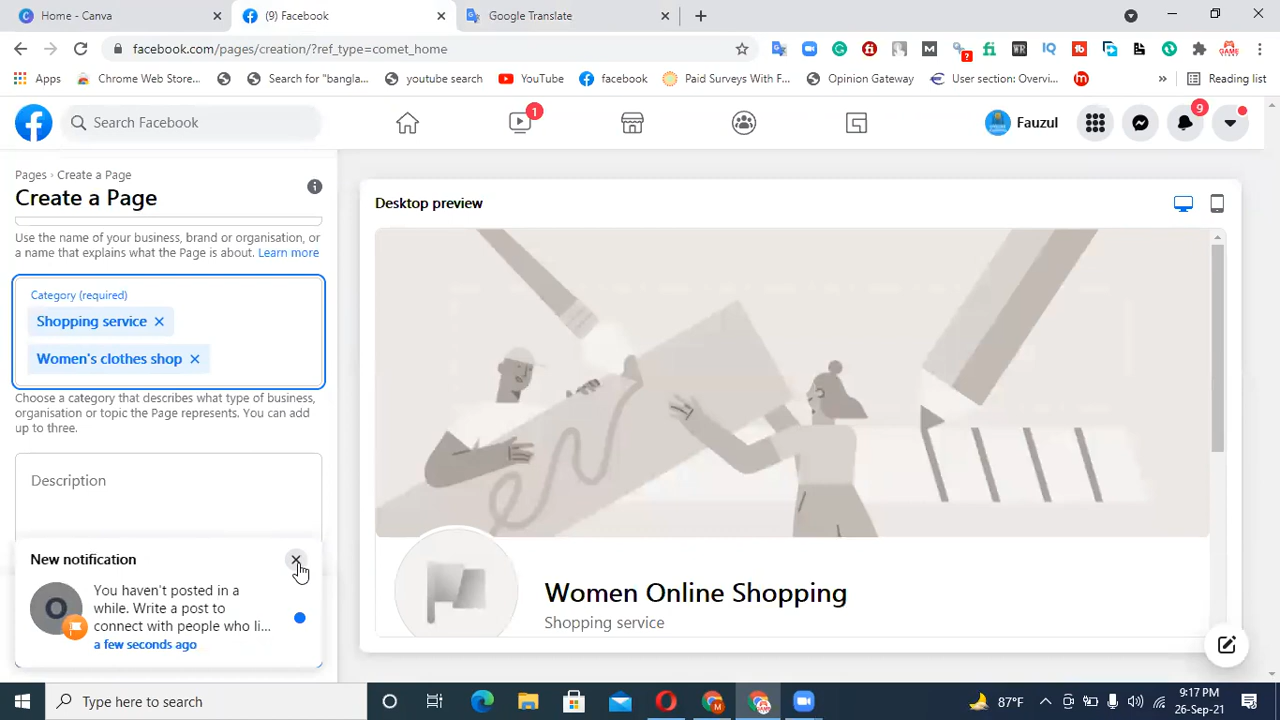 Home - Canva
(9) Facebook
Google Translate
facebook.com/pages/creation/?ref_type=comet_home
Apps
Chrome Web Store...
Search for "bangla...
youtube search
YouTube
facebook
Paid Surveys With F...
Opinion Gateway
User section: Overvi...
Reading list
Search Facebook
1
Fauzul
9
Pages › Create a Page
Create a Page
Use the name of your business, brand or organisation, or
a name that explains what the Page is about. Learn more
Category (required)
Shopping service
Women's clothes shop
Choose a category that describes what type of business,
organisation or topic the Page represents. You can add
up to three.
Description
New notification
O
You haven't posted in a
while. Write a post to
connect with people who li...
a few seconds ago
Desktop preview
Women Online Shopping
Shopping service
Type here to search
87°F
9:17 PM
26-Sep-21